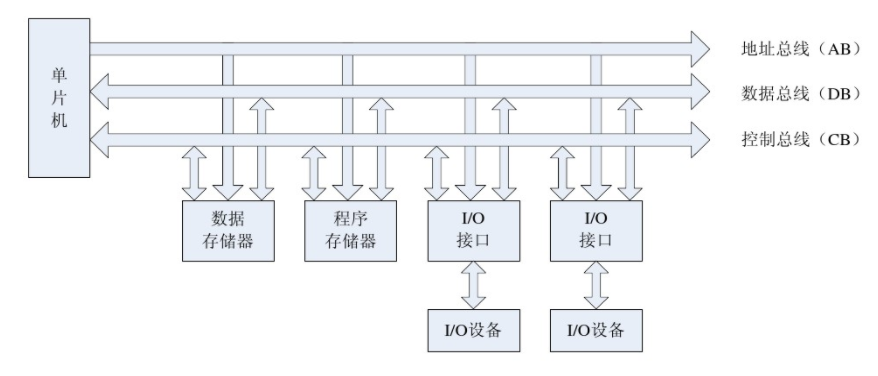 单
片
机
地址总线（AB）
数据总线（DB）
控制总线（CB）
数据
存储器
程序
存储器
I/O
接口
I/O
接口
I/O设备
I/O设备